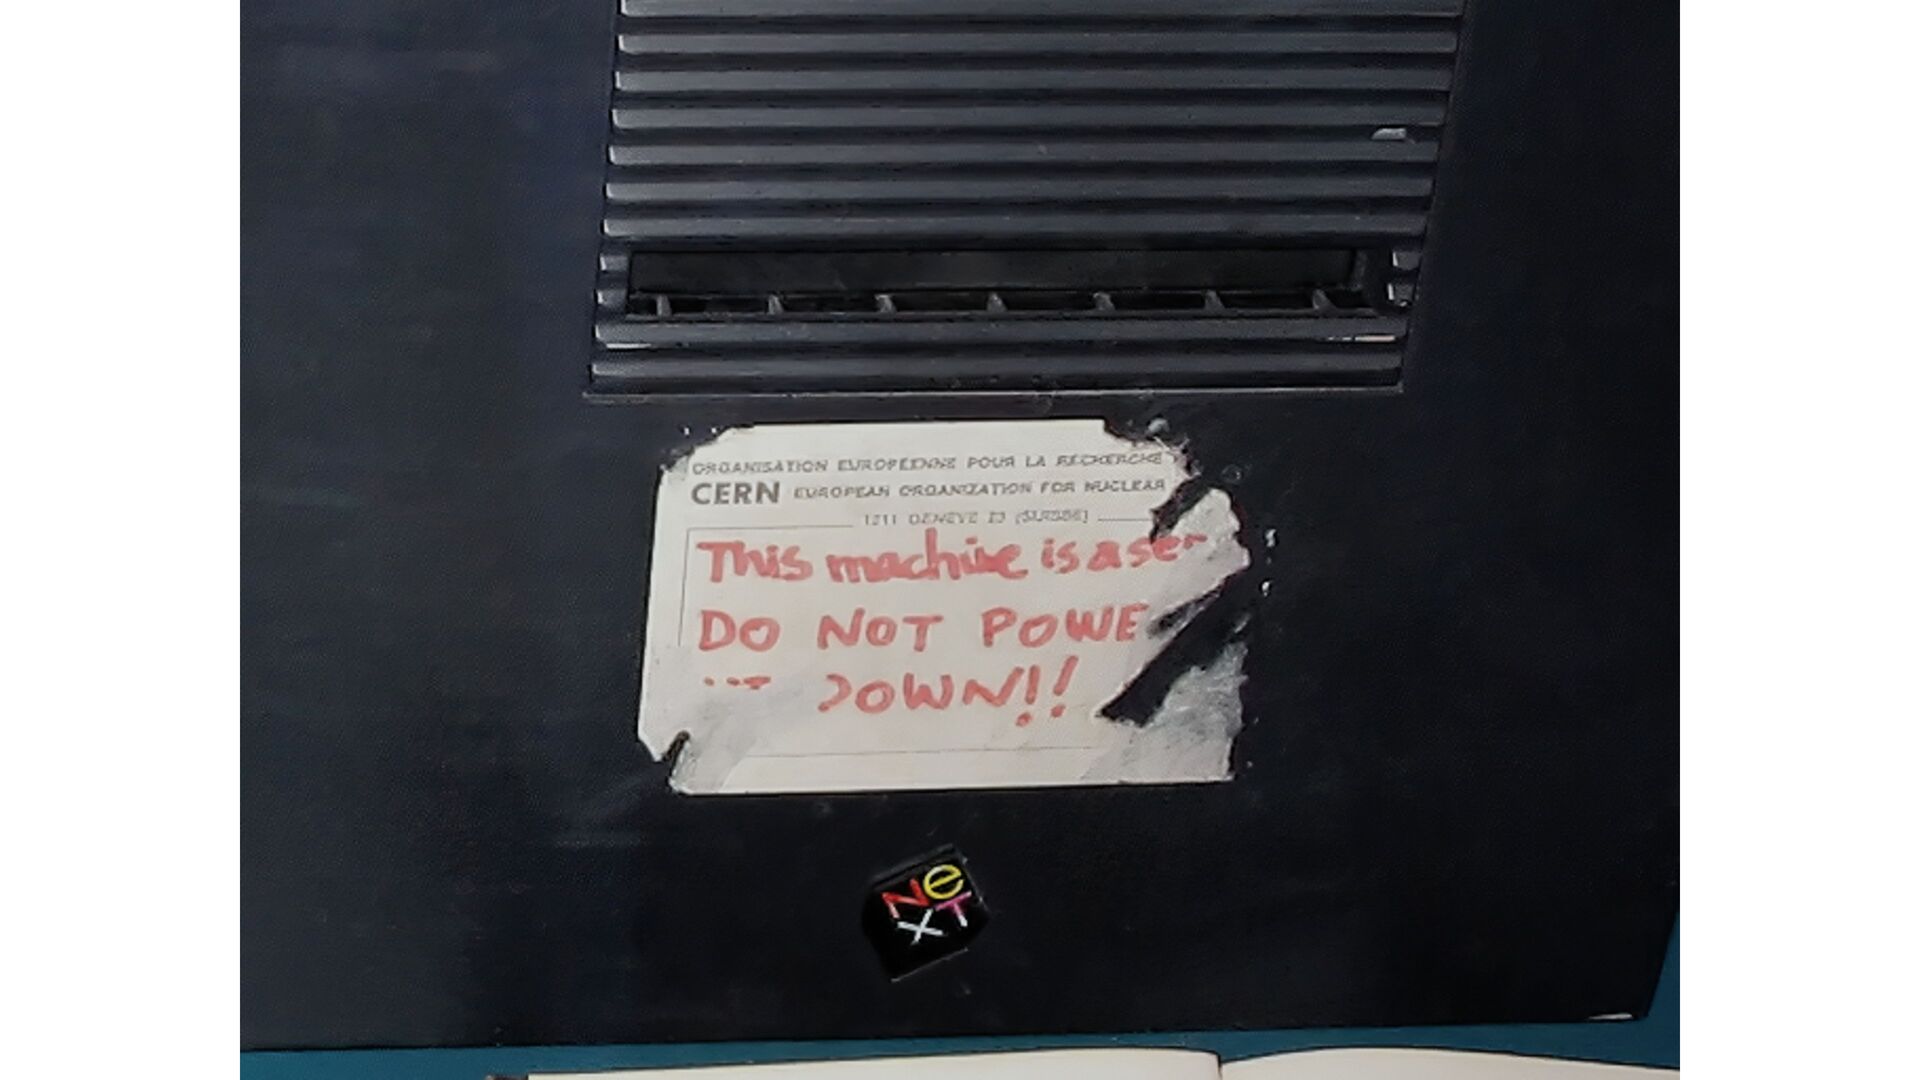 ORGANISATION EUROPÉENNE POUR LA RECHERCHE
CERN EUROPEAN ORGANIZATION FOR NUCLEAR
1211 GENEVE 23 (SUISSE)
This machine is a ser
DO NOT POWE
DOWN!!
NeXT